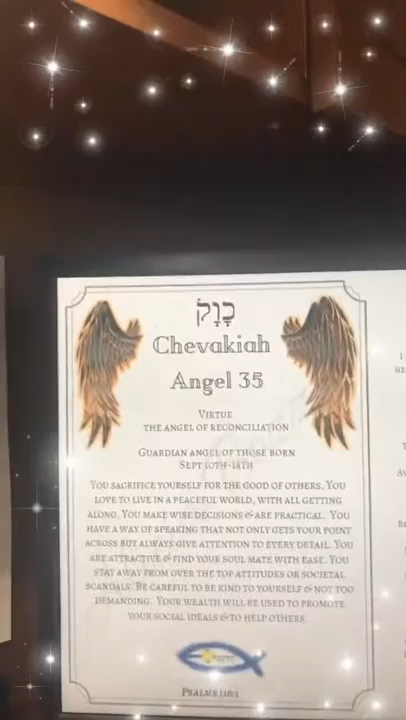 כָוָקֹ
Chevakiah
Angel 35
Virtue
The Angel of Reconciliation
Guardian Angel of those born
Sept 10th-14th
You sacrifice yourself for the good of others. You
love to live in a peaceful world, with all getting
along. You make wise decisions & are practical. You
have a way of speaking that not only gets your point
across but always give attention to every detail. You
are attractive & find your soul mate with ease. You
stay away from over the top attitudes or societal
scandals. Be careful to be kind to yourself & not too
demanding. Your wealth will be used to promote
your social ideals & to help others.
Psalms 116:1